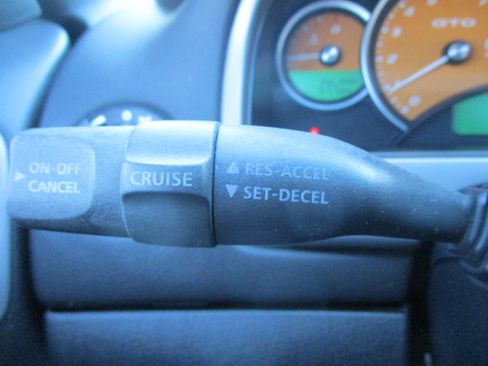 GTO
ON-OFF
CANCEL
CRUISE
▲ RES-ACCEL
▼ SET-DECEL